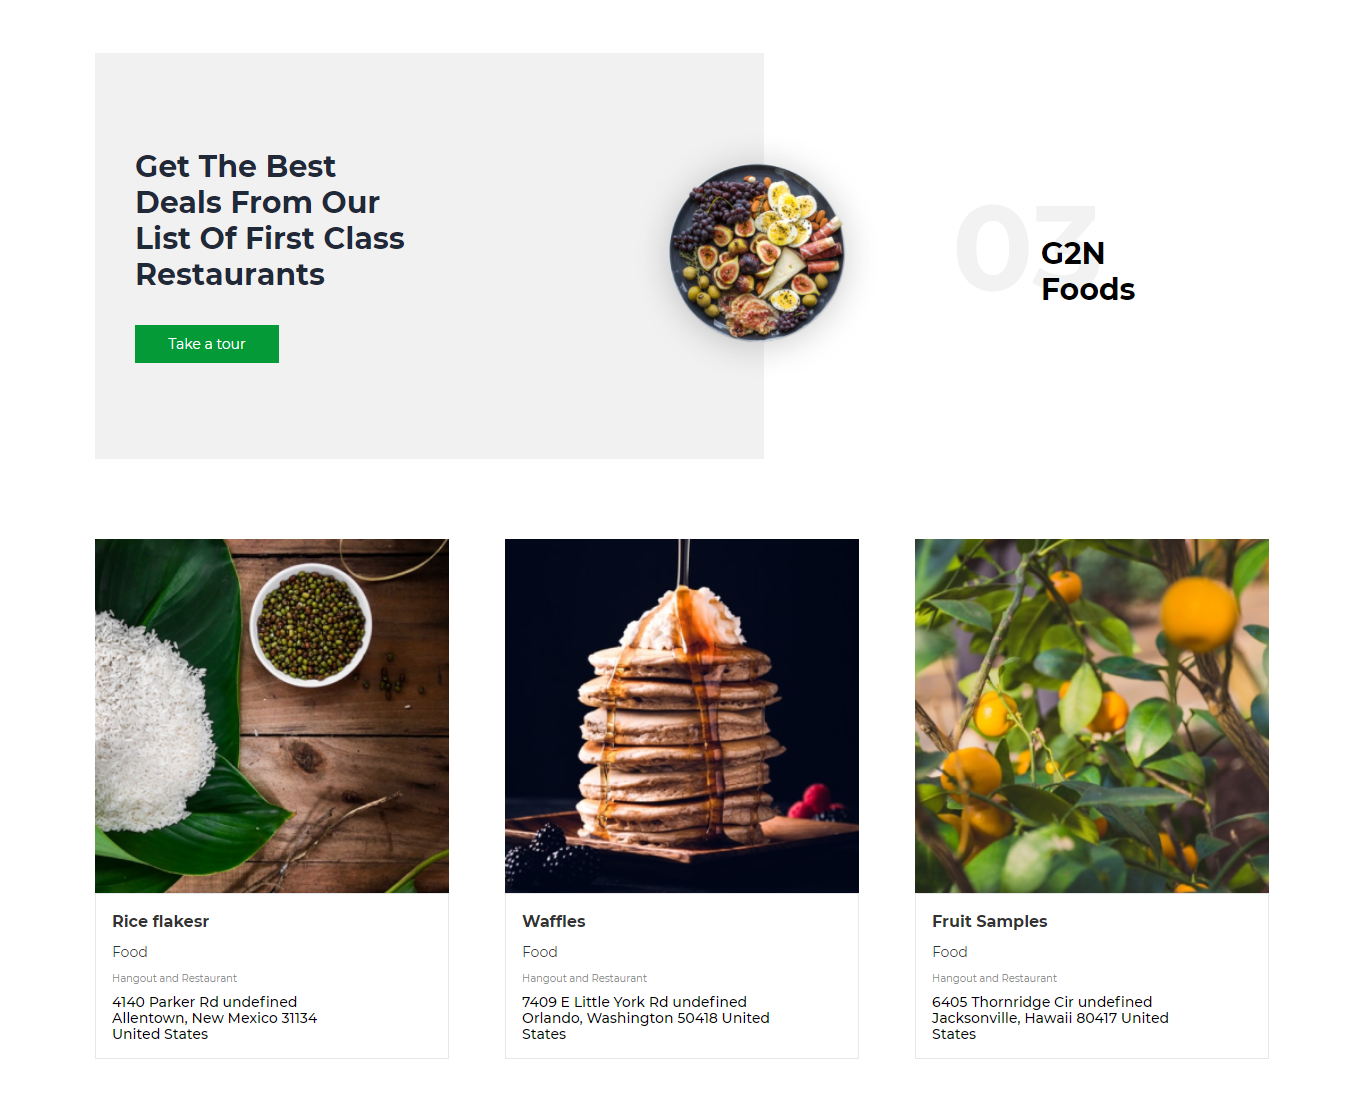 Get The Best
Deals From Our
List Of First Class
Restaurants
Take a tour
03
G2N
Foods
Rice flakesr
Food
Hangout and Restaurant
4140 Parker Rd undefined
Allentown, New Mexico 31134
United States
Waffles
Food
Hangout and Restaurant
7409 E Little York Rd undefined
Orlando, Washington 50418 United
States
Fruit Samples
Food
Hangout and Restaurant
6405 Thornridge Cir undefined
Jacksonville, Hawaii 80417 United
States